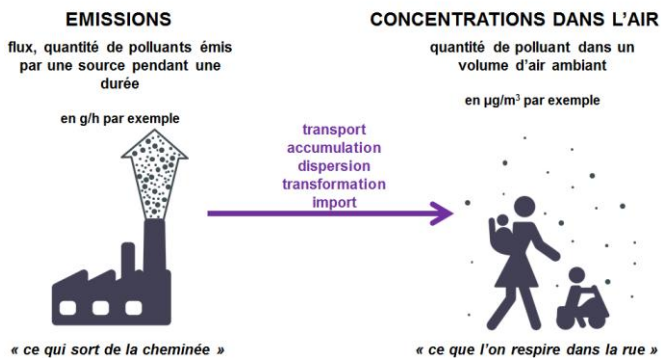 EMISSIONS
flux, quantité de polluants émis
par une source pendant une
durée
en g/h par exemple
« ce qui sort de la cheminée »
transport
accumulation
dispersion
transformation
import
CONCENTRATIONS DANS L'AIR
quantité de polluant dans un
volume d'air ambiant
en µg/m³ par exemple
« ce que l'on respire dans la rue »